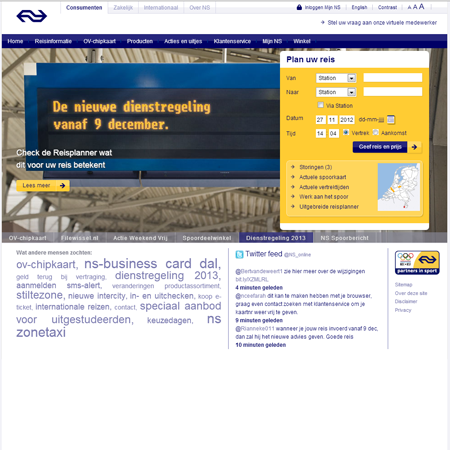 Consumenten Zakelijk Internationaal Over NS
Inloggen Mijn NS English Contrast A A A
Stel uw vraag aan onze virtuele medewerker
Home Reisinformatie OV-chipkaart Producten Acties en uitjes Klantenservice Mijn NS Winkel
De nieuwe dienstregeling
vanaf 9 december.
Check de Reisplanner wat
dit voor uw reis betekent
Lees meer
Plan uw reis
Van Station
Naar Station
Via Station
Datum 27 11 2012 dd-mm-jjjj
Tijd 14 04 Vertrek Aankomst
Geef reis en prijs
Storingen (3)
Actuele spoorkaart
Actuele vertrektijden
Werk aan het spoor
Uitgebreide reisplanner
OV-chipkaart Filewissel.nl Actie Weekend Vrij Spoordeelwinkel Dienstregeling 2013 NS Spoorbericht
Wat andere mensen zochten:
ov-chipkaart, ns-business card dal,
geld terug bij vertraging, dienstregeling 2013,
aanmelden sms-alert, veranderingen productassortiment,
stiltezone, nieuwe intercity, in- en uitchecken, koop e-
ticket, internationale reizen, contact, speciaal aanbod
voor uitgestudeerden, keuzedagen, ns
zonetaxi
Twitter feed @NS_online
@Bertrandeweert1 zie hier meer over de wijzigingen
4 minuten geleden
dit kan te maken hebben met je browser,
graag even contact zoeken met klantenservice om je
kaartnr weer vrij te geven.
9 minuten geleden
@Rianneke011 wanneer je jouw reis invoerd vanaf 9 dec,
dan zal hij het nieuwe advies geven. Goede reis
10 minuten geleden
partners in sport
Sitemap
Over deze site
Disclaimer
Privacy